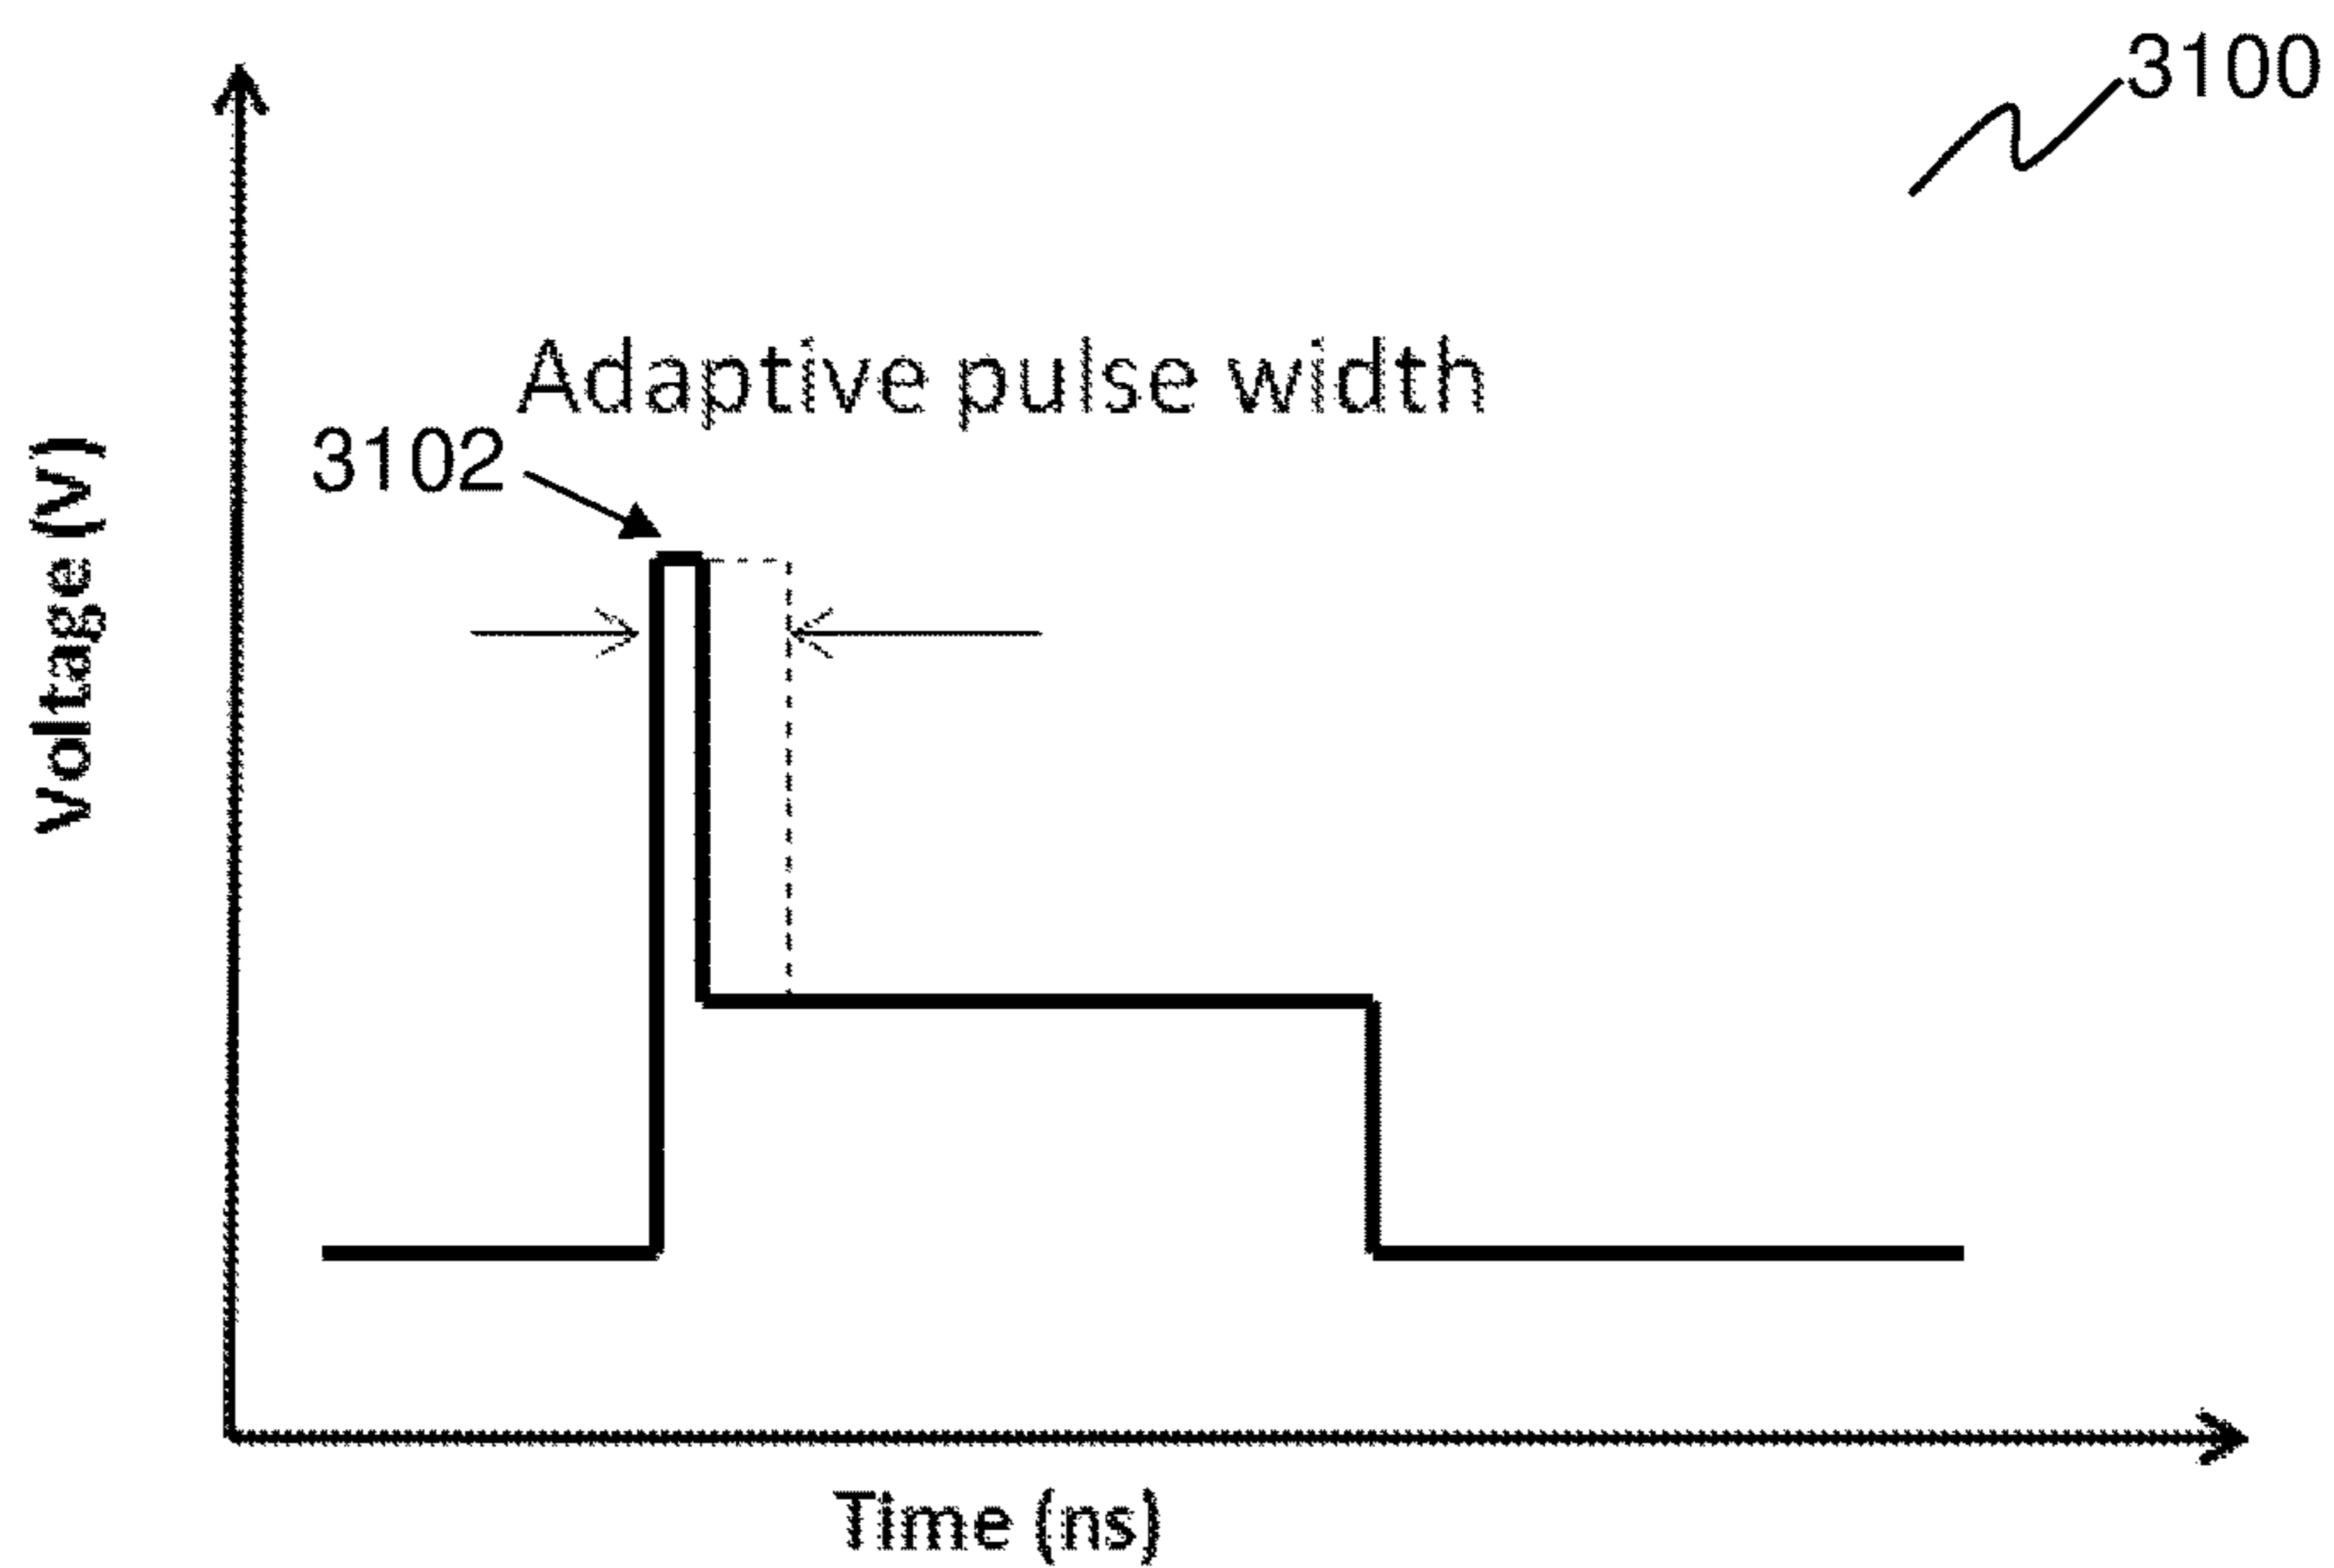 3100
Adaptive pulse width
3102
Voltage (V)
Time (ns)